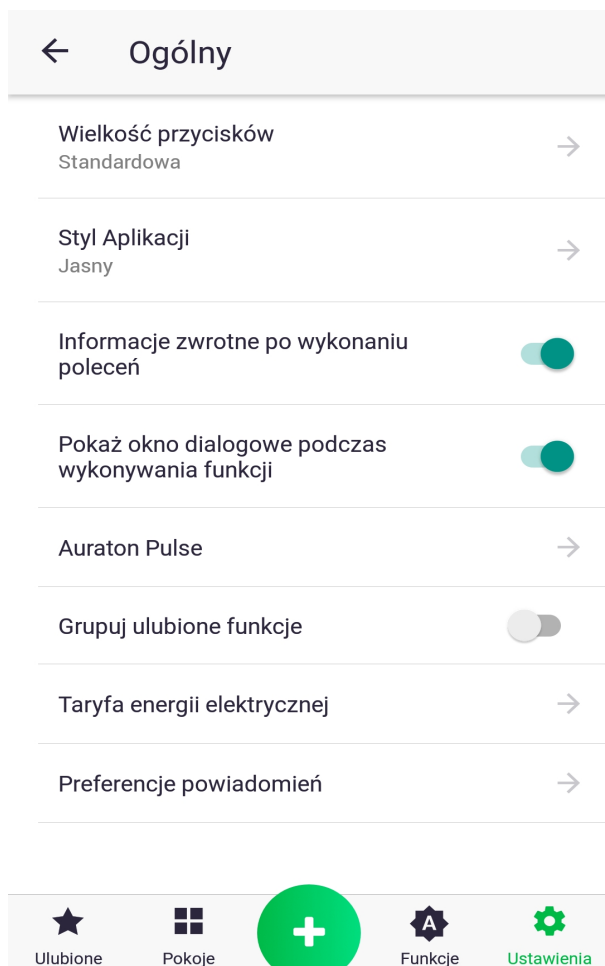 Ogólny
Wielkość przycisków
Standardowa
Styl Aplikacji
Jasny
Informacje zwrotne po wykonaniu
poleceń
Pokaż okno dialogowe podczas
wykonywania funkcji
Auraton Pulse
Grupuj ulubione funkcje
Taryfa energii elektrycznej
Preferencje powiadomień
A
Ulubione
Pokoje
Funkcje
Ustawienia